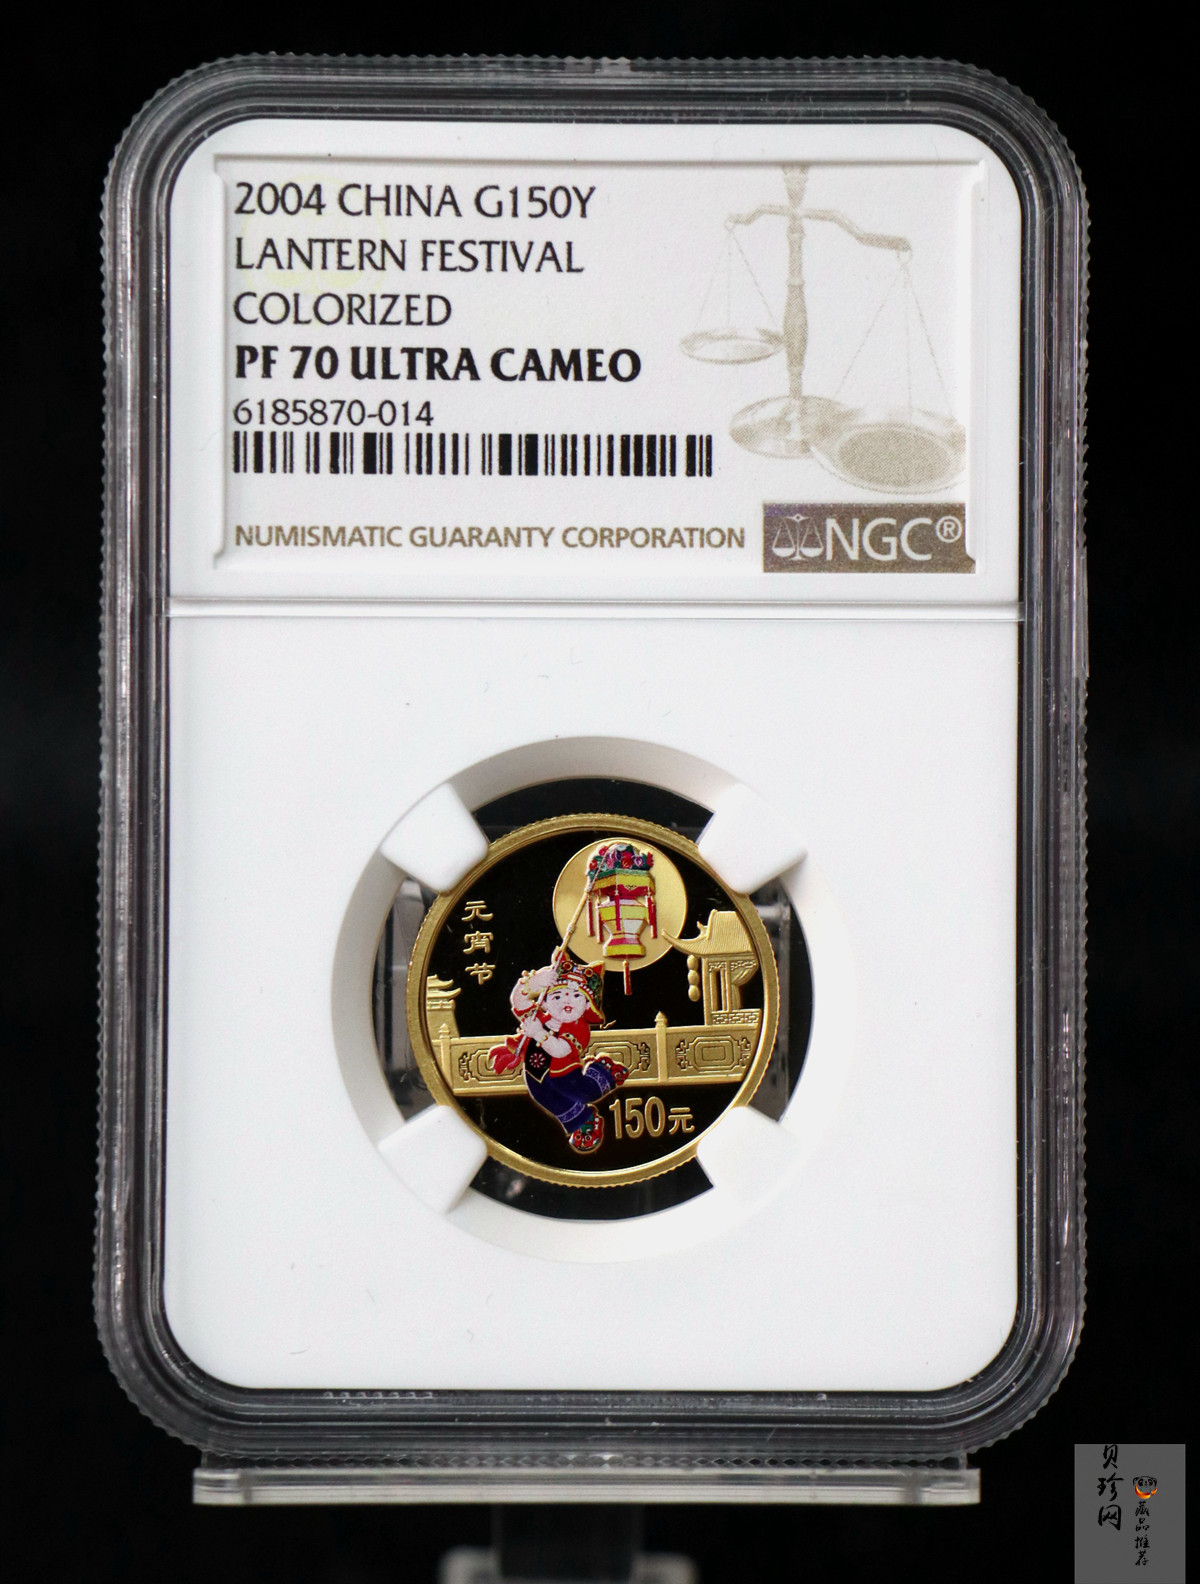 2004 CHINA G150Y
LANTERN FESTIVAL
COLORIZED
PF 70 ULTRA CAMEO
6185870-014
NUMISMATIC GUARANTY CORPORATION
NGC®
元宵节
150元
贝珍网
藏品推荐